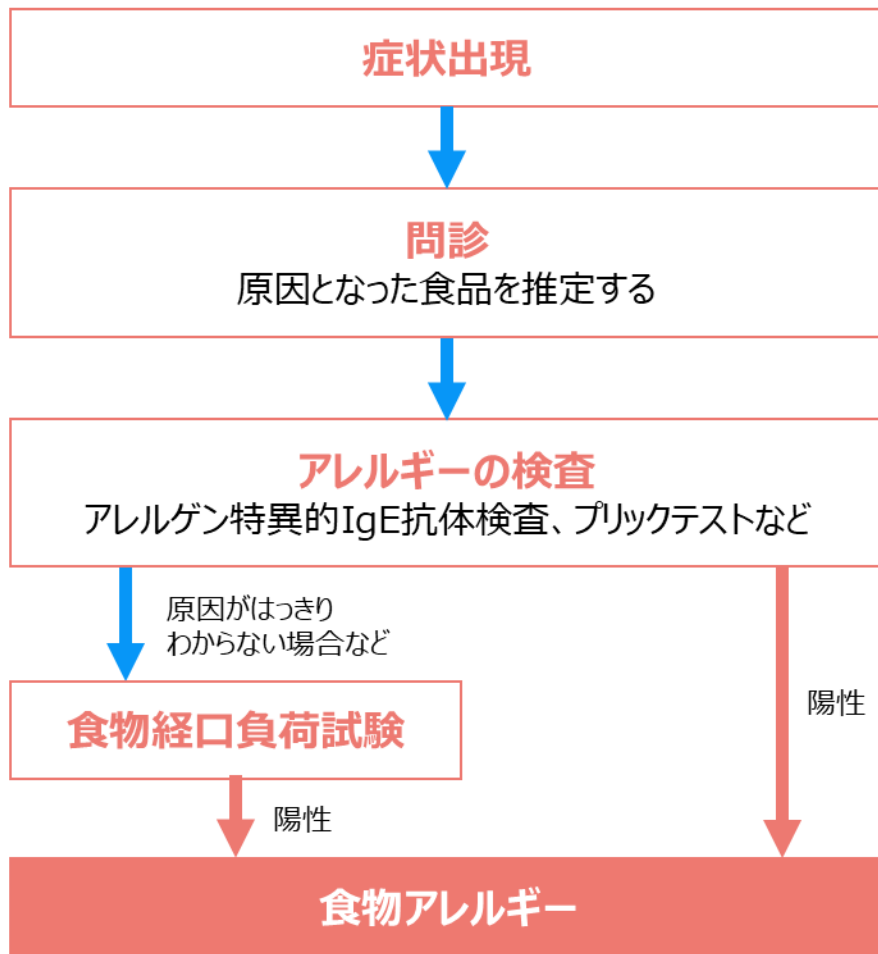 症状出現
問診
原因となった食品を推定する
アレルギーの検査
アレルゲン特異的IgE抗体検査、プリックテストなど
原因がはっきり
わからない場合など
食物経口負荷試験
陽性
陽性
食物アレルギー